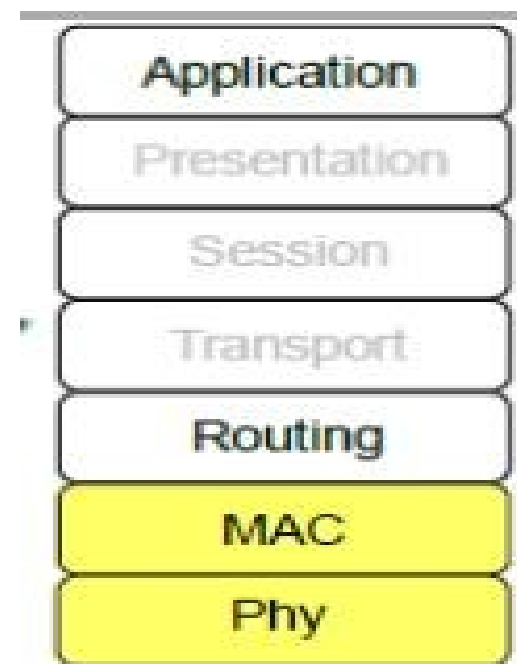 Application
Presentation
Session
Transport
Routing
MAC
Phy